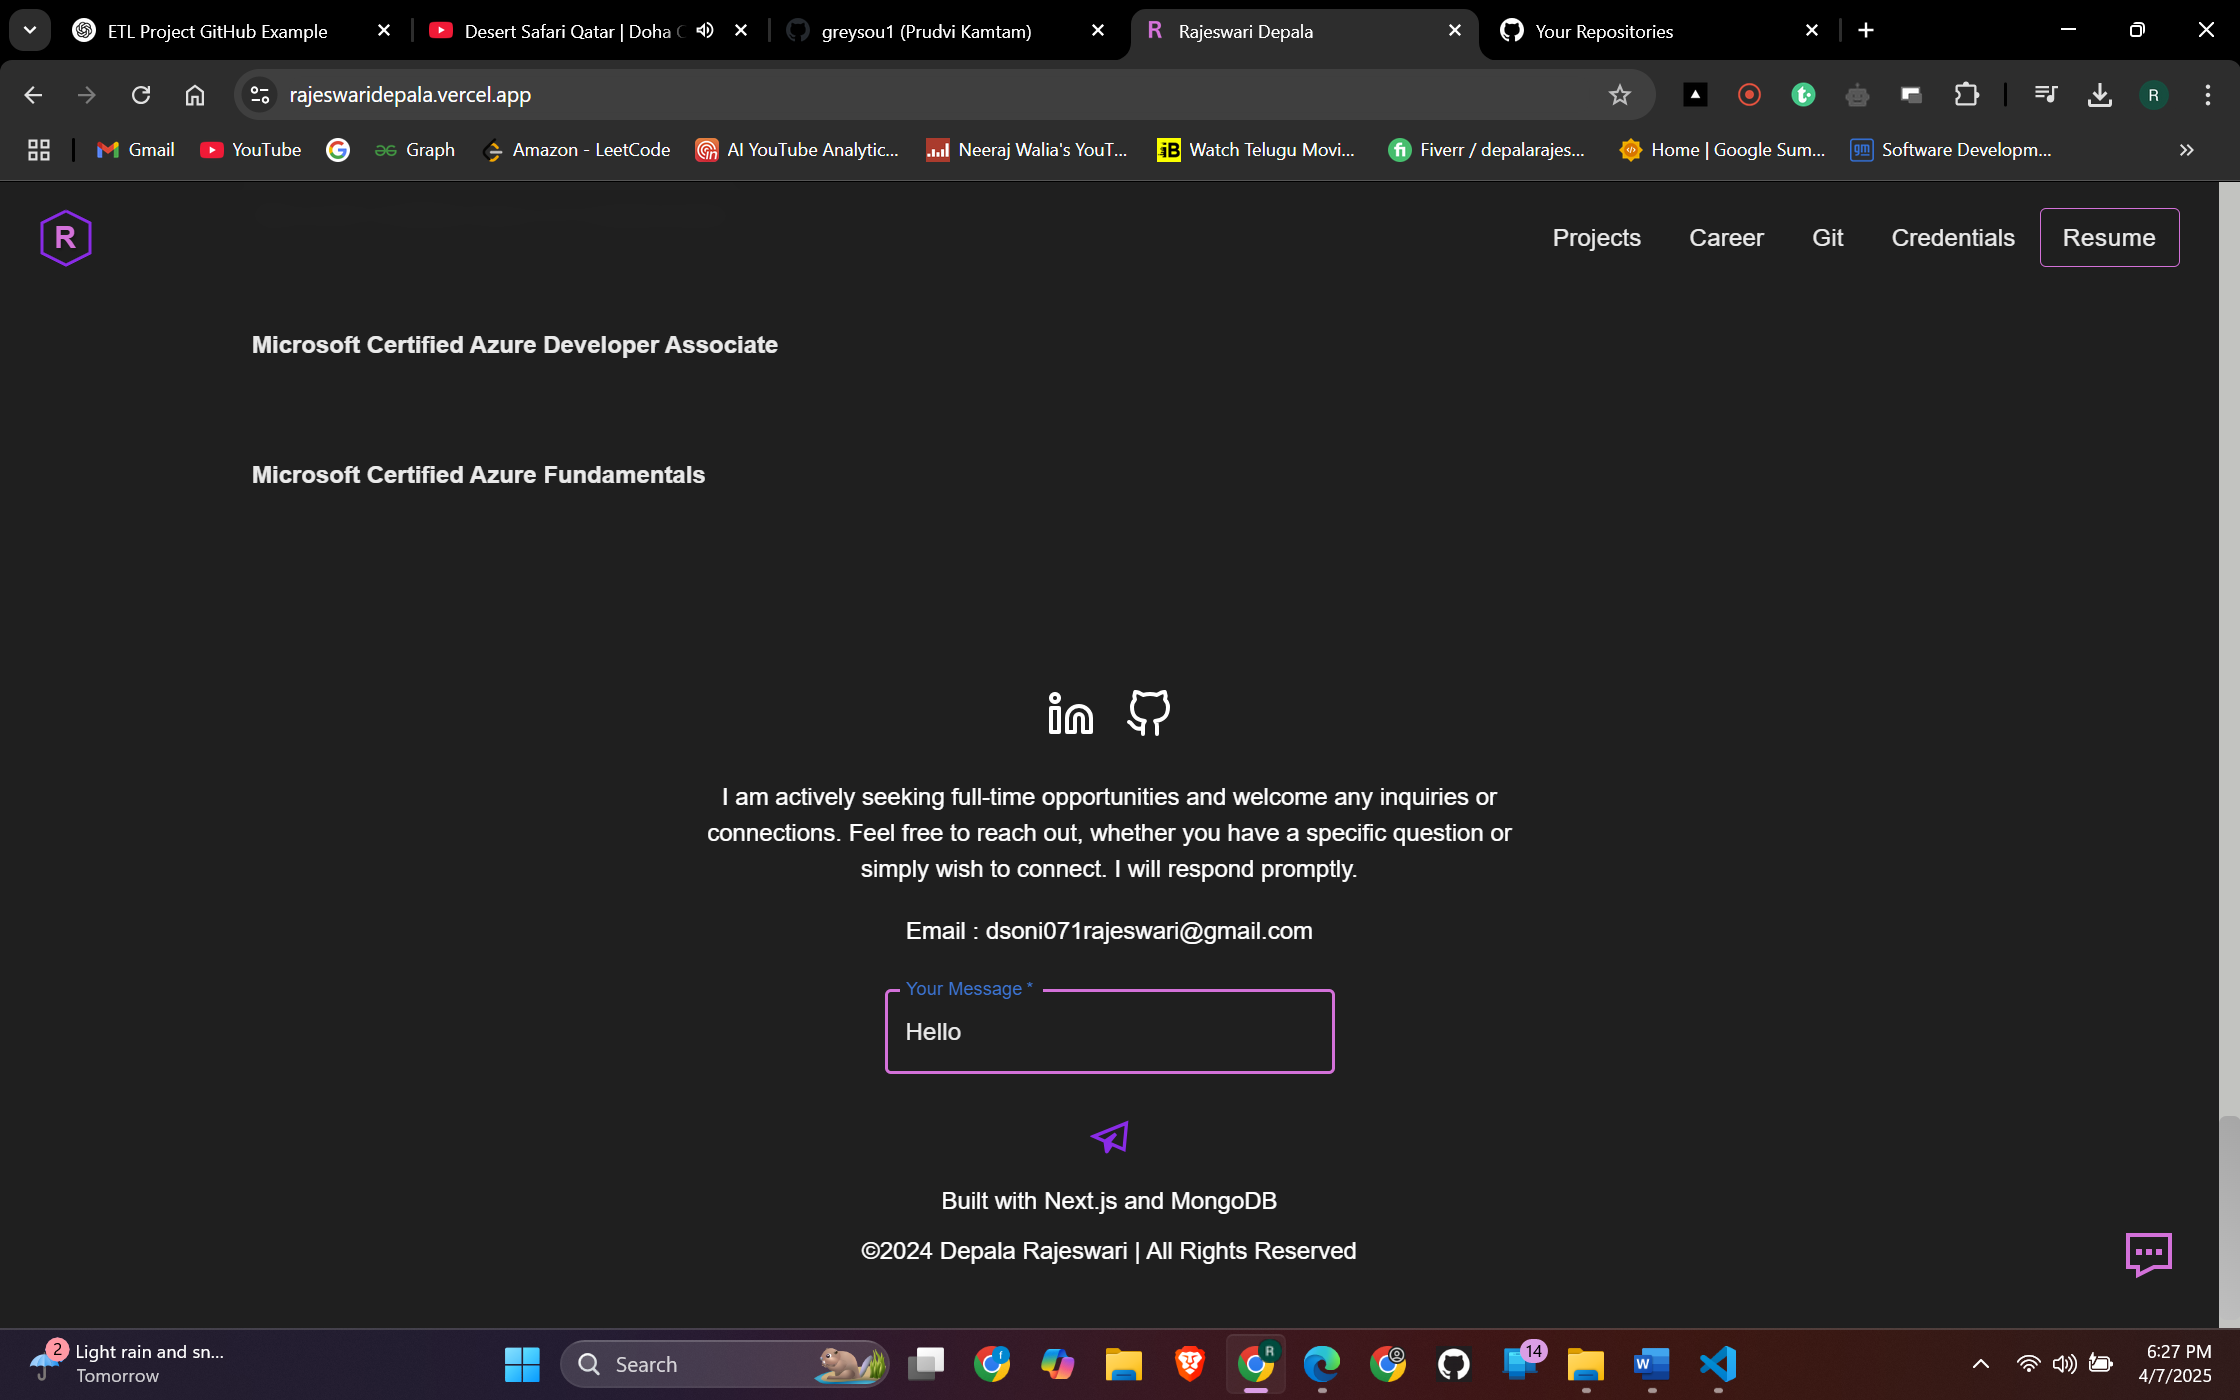 ETL Project GitHub Example
Desert Safari Qatar | Doha
greysou1 (Prudvi Kamtam)
R Rajeswari Depala
Your Repositories
rajeswaridepala.vercel.app
R
Gmail
YouTube
Graph
Amazon - LeetCode
AI YouTube Analytic...
Neeraj Walia's YouT...
Watch Telugu Movi...
Fiverr / depalarajes...
Home | Google Sum...
gm Software Developm...
R
Projects
Career
Git
Credentials
Resume
Microsoft Certified Azure Developer Associate
Microsoft Certified Azure Fundamentals
in
I am actively seeking full-time opportunities and welcome any inquiries or
connections. Feel free to reach out, whether you have a specific question or
simply wish to connect. I will respond promptly.
Email : dsoni071rajeswari@gmail.com
Your Message *
Hello
Built with Next.js and MongoDB
©2024 Depala Rajeswari | All Rights Reserved
2
Light rain and sn...
Tomorrow
Search
R
14
W
6:27 PM
4/7/2025